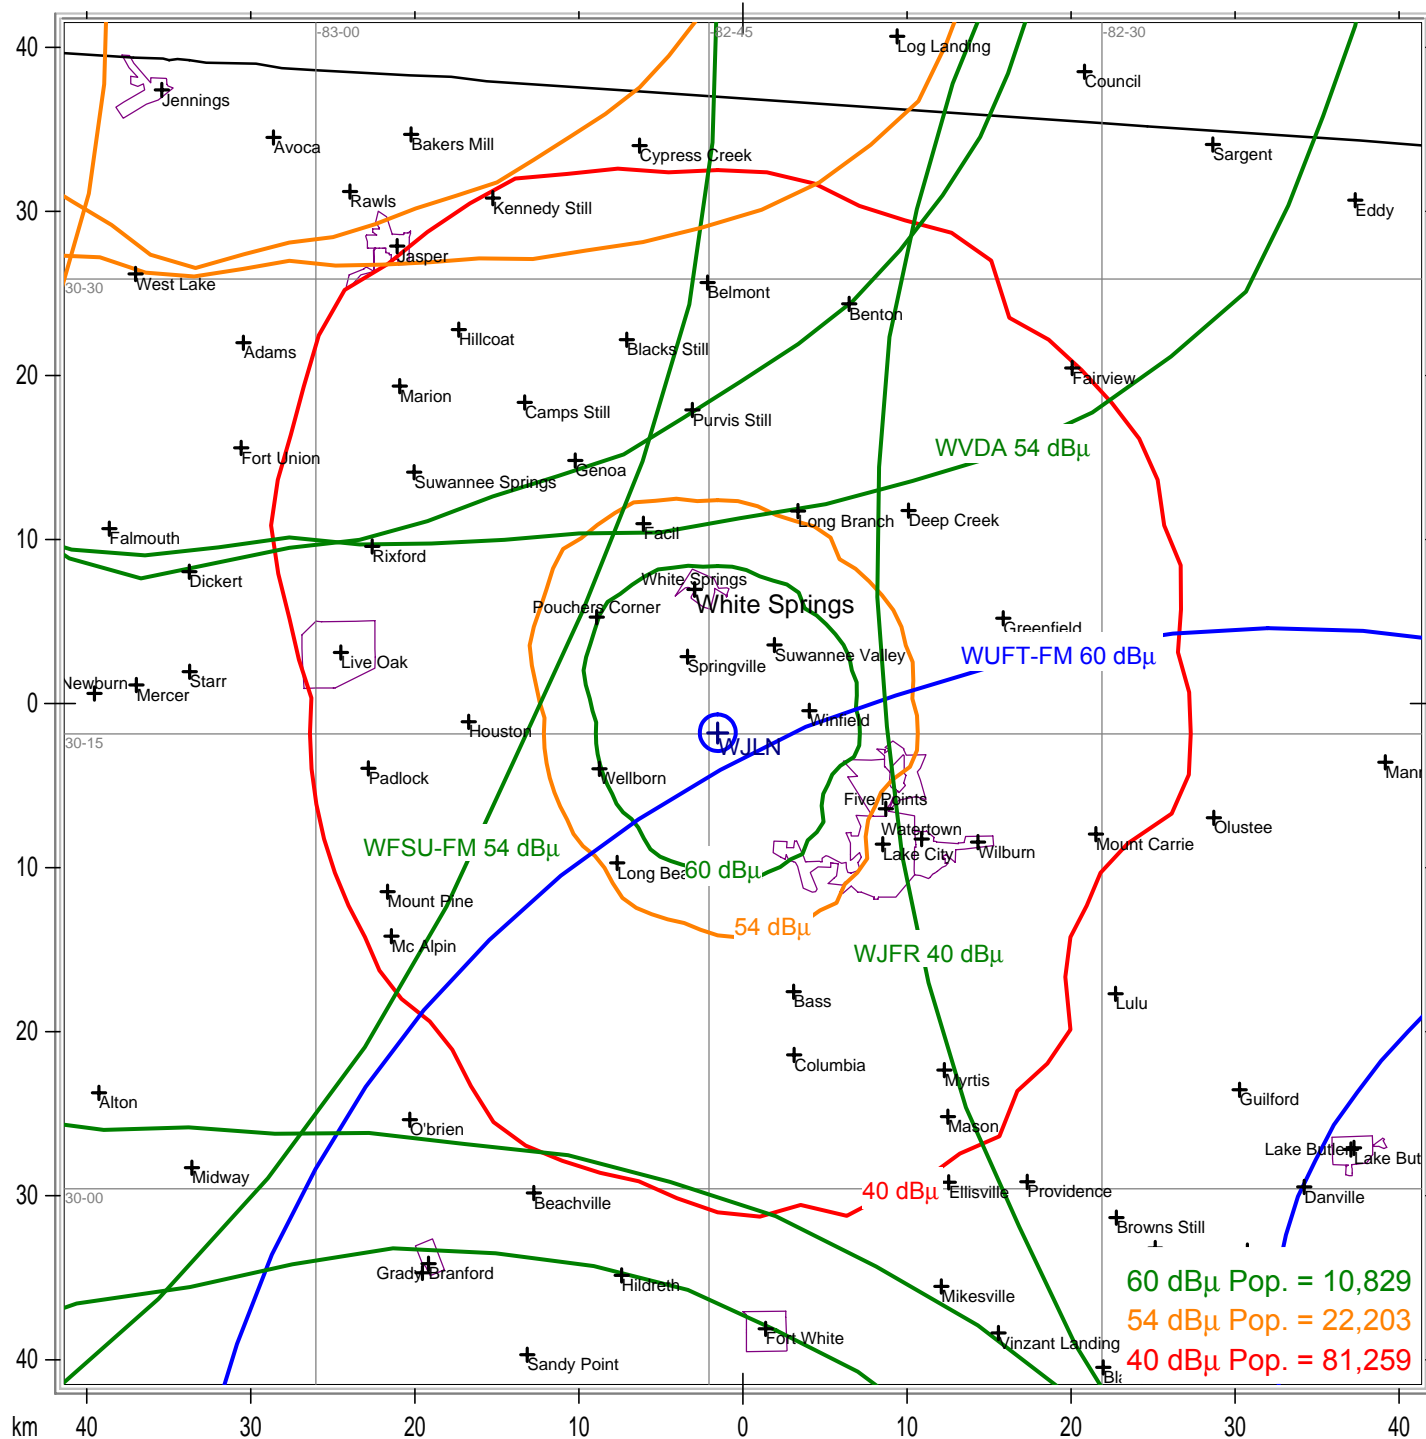 -83-00
-82-45
-82-30
40
Log Landing
Council
Jennings
Avoca
Bakers Mill
Cypress Creek
Sargent
30
Rawls
Kennedy Still
Eddy
Jasper
West Lake
30-30
Belmont
Benton
Hillcoat
Blacks Still
Adams
20
Fairview
Marion
Camps Still
Purvis Still
WVDA 54 dBµ
Fort Union
Genoa
Suwannee Springs
10
Falmouth
Facil
Long Branch
Deep Creek
Rixford
Dickert
White Springs
White Springs
Pouchers Corner
Greenfield
Live Oak
Springville
Suwannee Valley
WUFT-FM 60 dBµ
Newburn
Mercer
Starr
0
Houston
Winfield
30-15
WJLN
Padlock
Wellborn
Mann
Five Points
Olustee
WFSU-FM 54 dBµ
Watertown
Lake City
Wilburn
Mount Carrie
10
Long Bea
60 dBµ
Mount Pine
54 dBµ
Mc Alpin
WJFR 40 dBµ
Bass
Lulu
20
Columbia
Myrtis
Alton
Guilford
O'brien
Mason
Midway
Lake Butler
Lake But
30
30-00
Beachville
40 dBµ
Ellisville
Providence
Danville
Browns Still
Grady
Branford
Hildreth
Mikesville
60 dBµ Pop. = 10,829
Fort White
Vinzant Landing
54 dBµ Pop. = 22,203
40
Sandy Point
Bla
40 dBµ Pop. = 81,259
km
40
30
20
10
0
10
20
30
40